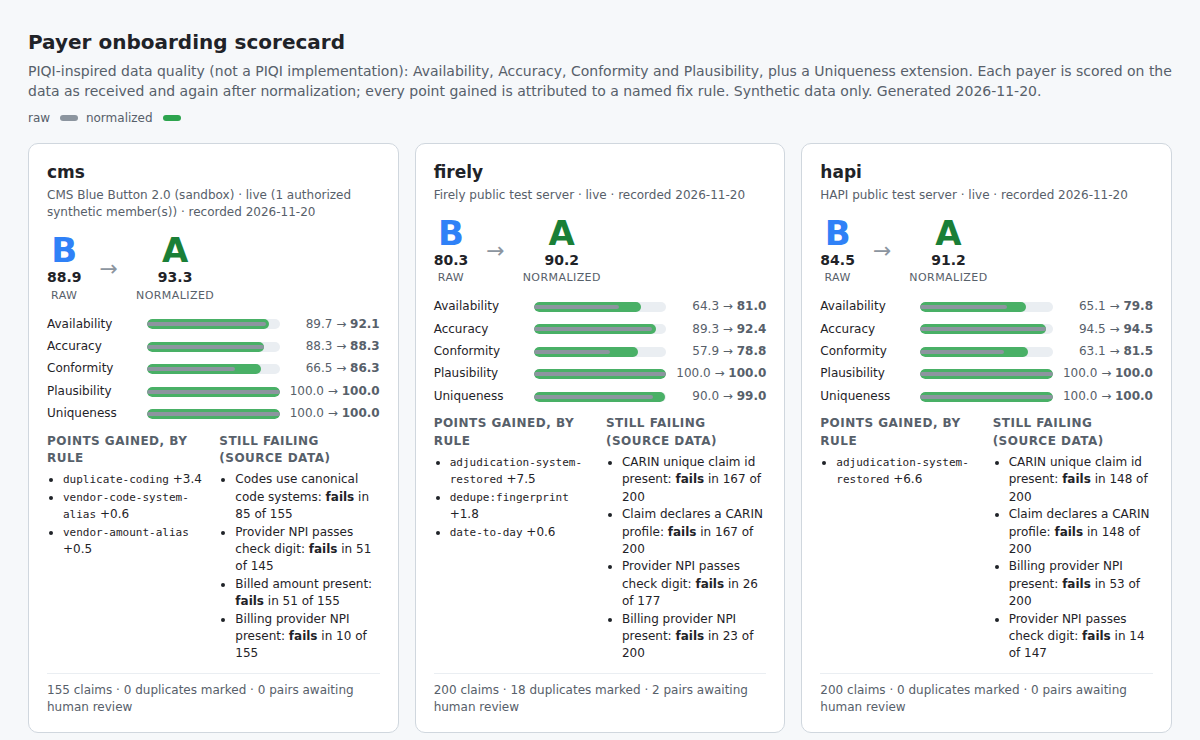 Payer onboarding scorecard
PIQI-inspired data quality (not a PIQI implementation): Availability, Accuracy, Conformity and Plausibility, plus a Uniqueness extension. Each payer is scored on the
data as received and again after normalization; every point gained is attributed to a named fix rule. Synthetic data only. Generated 2026-11-20.
raw normalized
cms
CMS Blue Button 2.0 (sandbox) · live (1 authorized
synthetic member(s)) · recorded 2026-11-20
B → A
88.9 93.3
RAW NORMALIZED
Availability 89.7 → 92.1
Accuracy 88.3 → 88.3
Conformity 66.5 → 86.3
Plausibility 100.0 → 100.0
Uniqueness 100.0 → 100.0
POINTS GAINED, BY
RULE
• duplicate-coding +3.4
• vendor-code-system-
alias +0.6
• vendor-amount-alias
+0.5
STILL FAILING
(SOURCE DATA)
• Codes use canonical
code systems: fails in
85 of 155
• Provider NPI passes
check digit: fails in 51
of 145
• Billed amount present:
fails in 51 of 155
• Billing provider NPI
present: fails in 10 of
155
155 claims · 0 duplicates marked · 0 pairs awaiting
human review
firely
Firely public test server · live · recorded 2026-11-20
B → A
80.3 90.2
RAW NORMALIZED
Availability 64.3 → 81.0
Accuracy 89.3 → 92.4
Conformity 57.9 → 78.8
Plausibility 100.0 → 100.0
Uniqueness 90.0 → 99.0
POINTS GAINED, BY
RULE
• adjudication-system-
restored +7.5
• dedupe:fingerprint
+1.8
• date-to-day +0.6
STILL FAILING
(SOURCE DATA)
• CARIN unique claim id
present: fails in 167 of
200
• Claim declares a CARIN
profile: fails in 167 of
200
• Provider NPI passes
check digit: fails in 26
of 177
• Billing provider NPI
present: fails in 23 of
200
200 claims · 18 duplicates marked · 2 pairs awaiting
human review
hapi
HAPI public test server · live · recorded 2026-11-20
B → A
84.5 91.2
RAW NORMALIZED
Availability 65.1 → 79.8
Accuracy 94.5 → 94.5
Conformity 63.1 → 81.5
Plausibility 100.0 → 100.0
Uniqueness 100.0 → 100.0
POINTS GAINED, BY
RULE
• adjudication-system-
restored +6.6
STILL FAILING
(SOURCE DATA)
• CARIN unique claim id
present: fails in 148 of
200
• Claim declares a CARIN
profile: fails in 148 of
200
• Billing provider NPI
present: fails in 53 of
200
• Provider NPI passes
check digit: fails in 14
of 147
200 claims · 0 duplicates marked · 0 pairs awaiting
human review